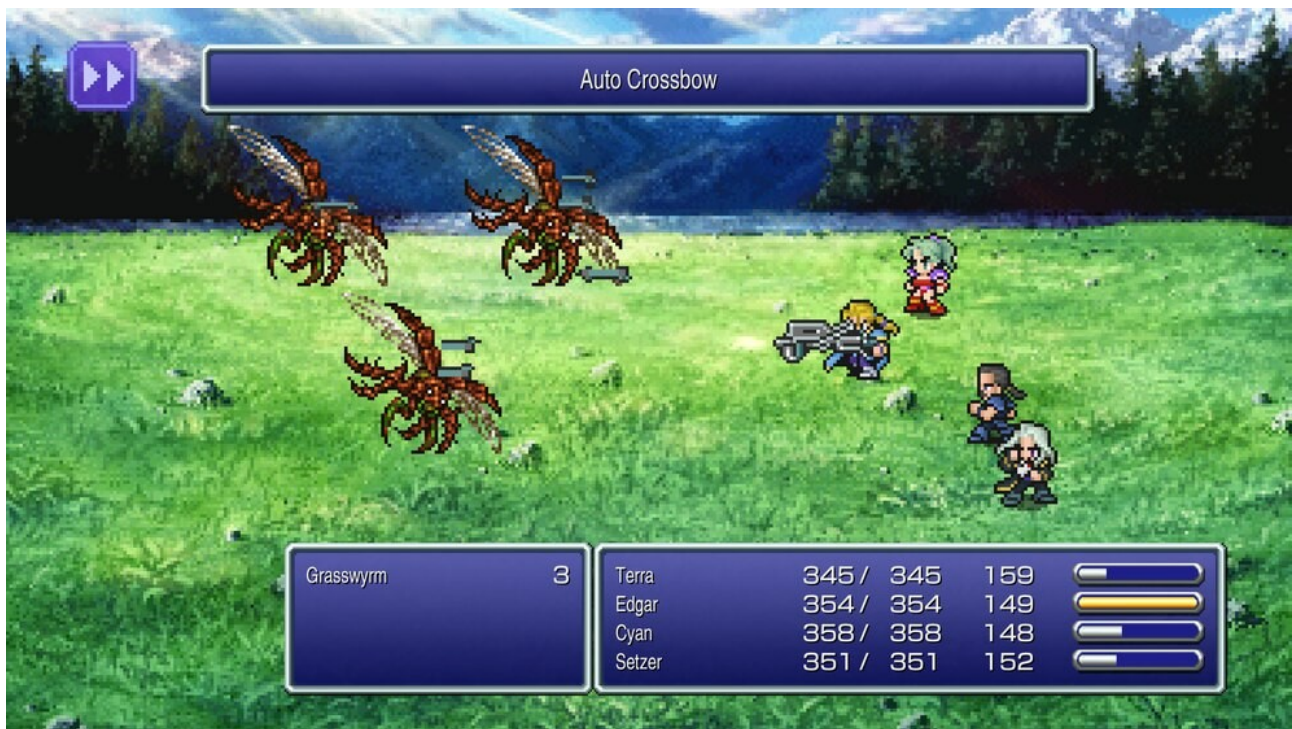 Auto Crossbow
Grasswyrm 3
Terra 345/ 345 159
Edgar 354/ 354 149
Cyan 358/ 358 148
Setzer 351/ 351 152